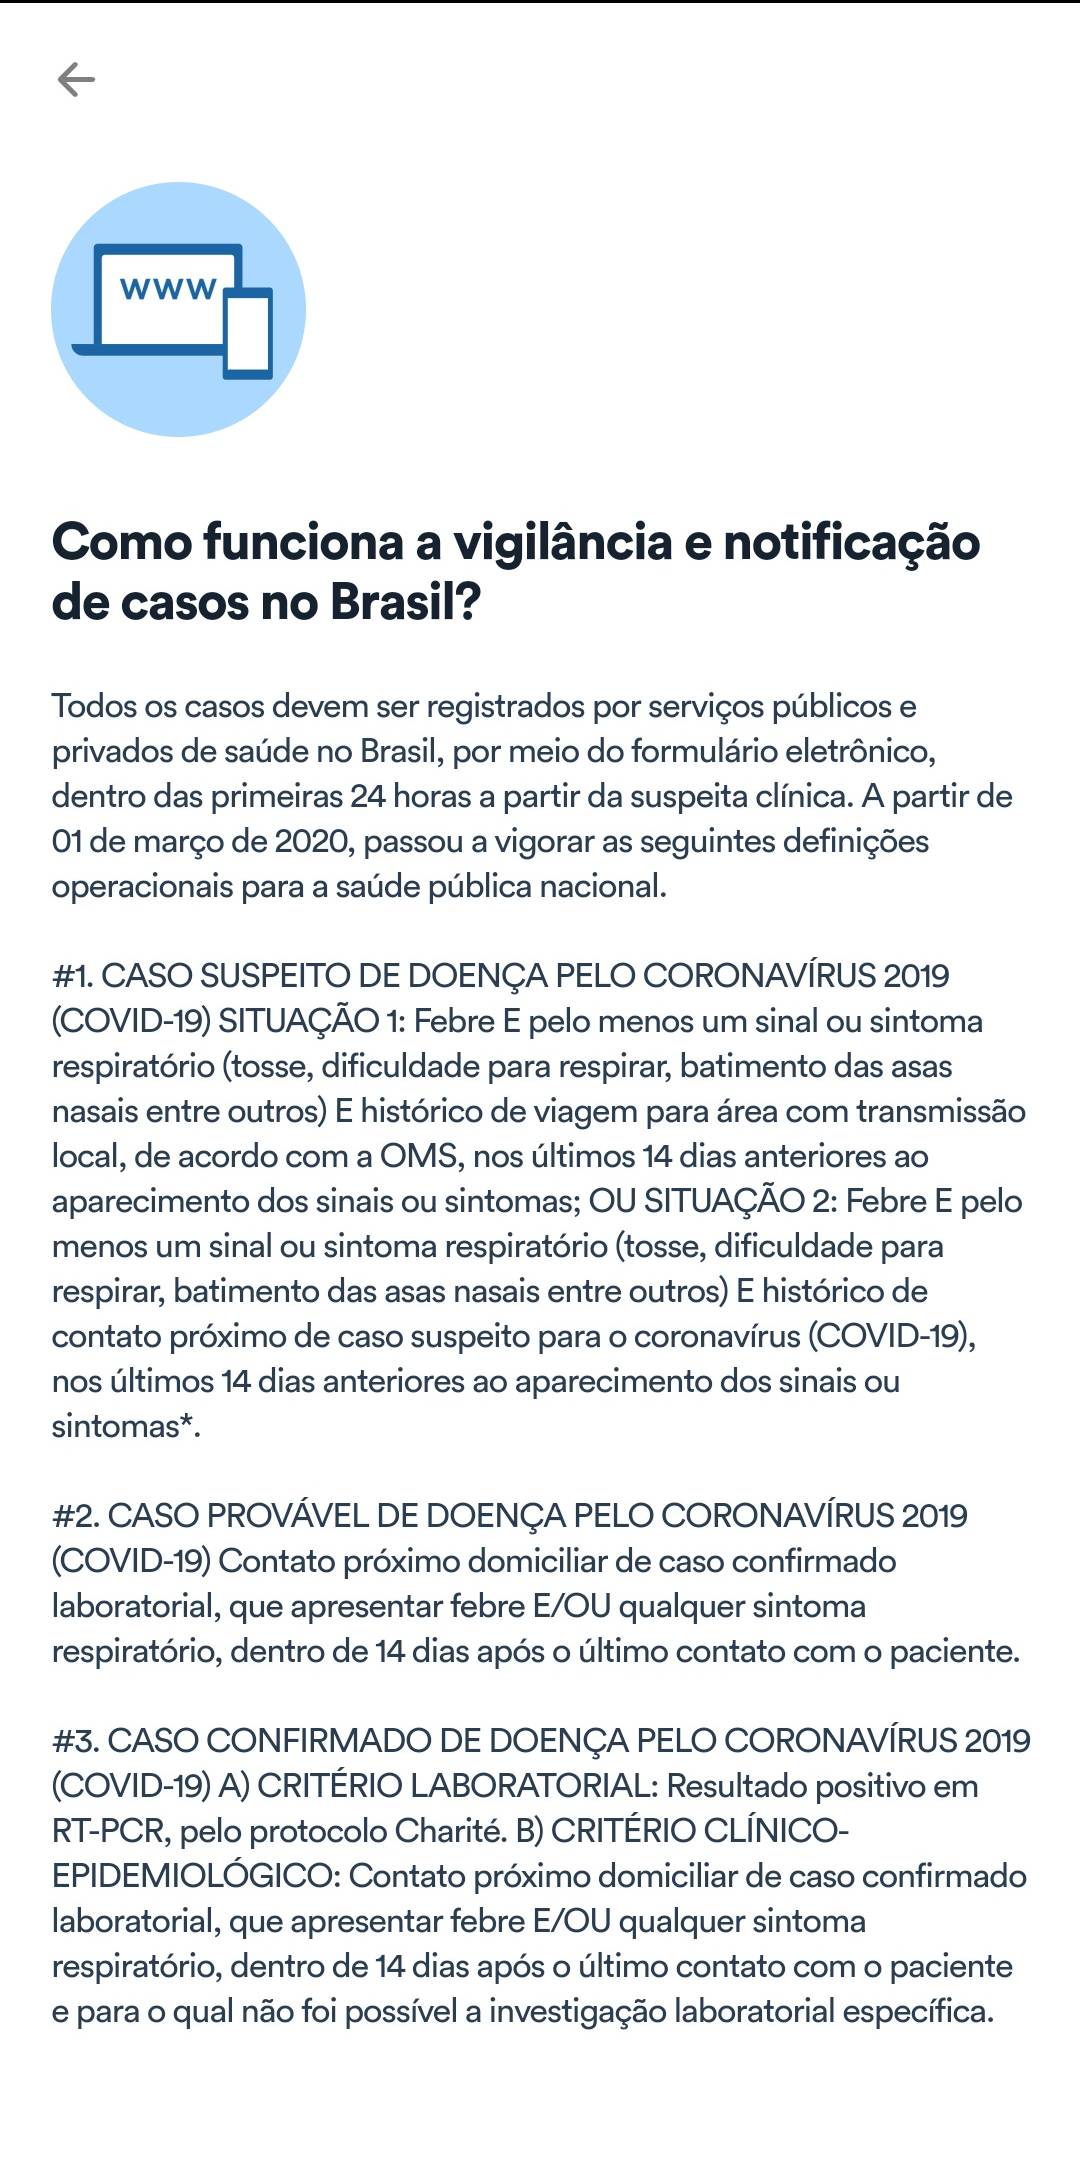 WWW
Como funciona a vigilância e notificação
de casos no Brasil?
Todos os casos devem ser registrados por serviços públicos e
privados de saúde no Brasil, por meio do formulário eletrônico,
dentro das primeiras 24 horas a partir da suspeita clínica. A partir de
01 de março de 2020, passou a vigorar as seguintes definições
operacionais para a saúde pública nacional.
#1. CASO SUSPEITO DE DOENÇA PELO CORONAVÍRUS 2019
(COVID-19) SITUAÇÃO 1: Febre E pelo menos um sinal ou sintoma
respiratório (tosse, dificuldade para respirar, batimento das asas
nasais entre outros) E histórico de viagem para área com transmissão
local, de acordo com a OMS, nos últimos 14 dias anteriores ao
aparecimento dos sinais ou sintomas; OU SITUAÇÃO 2: Febre E pelo
menos um sinal ou sintoma respiratório (tosse, dificuldade para
respirar, batimento das asas nasais entre outros) E histórico de
contato próximo de caso suspeito para o coronavírus (COVID-19),
nos últimos 14 dias anteriores ao aparecimento dos sinais ou
sintomas*.
#2. CASO PROVÁVEL DE DOENÇA PELO CORONAVÍRUS 2019
(COVID-19) Contato próximo domiciliar de caso confirmado
laboratorial, que apresentar febre E/OU qualquer sintoma
respiratório, dentro de 14 dias após o último contato com o paciente.
#3. CASO CONFIRMADO DE DOENÇA PELO CORONAVÍRUS 2019
(COVID-19) A) CRITÉRIO LABORATORIAL: Resultado positivo em
RT-PCR, pelo protocolo Charité. B) CRITÉRIO CLÍNICO-
EPIDEMIOLÓGICO: Contato próximo domiciliar de caso confirmado
laboratorial, que apresentar febre E/OU qualquer sintoma
respiratório, dentro de 14 dias após o último contato com o paciente
e para o qual não foi possível a investigação laboratorial específica.